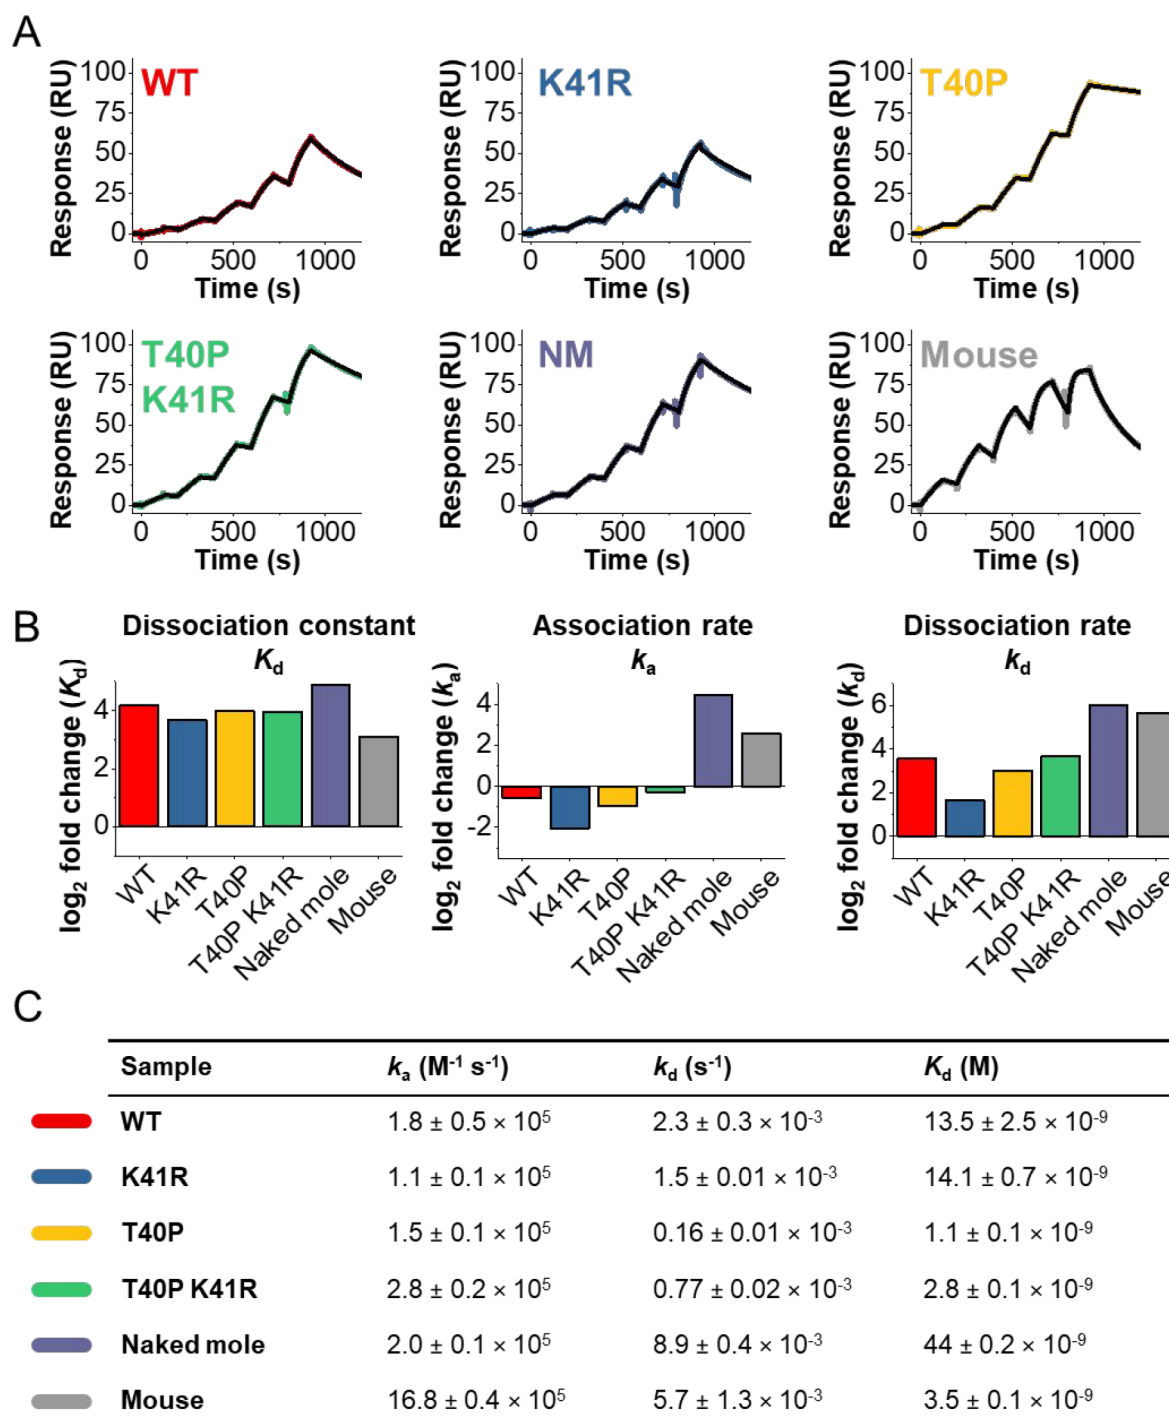 A
WT
K41R
T40P
Response (RU)
100
75
50
25
0
0 500 1000
Time (s)
Response (RU)
100
75
50
25
0
0 500 1000
Time (s)
Response (RU)
100
75
50
25
0
0 500 1000
Time (s)
T40P
K41R
NM
Mouse
Response (RU)
100
75
50
25
0
0 500 1000
Time (s)
Response (RU)
100
75
50
25
0
0 500 1000
Time (s)
Response (RU)
100
75
50
25
0
0 500 1000
Time (s)
B
Dissociation constant
Kd
log2 fold change (Kd)
4
2
0
WT
K41R
T40P
T40P K41R
Naked mole
Mouse
Association rate
ka
log2 fold change (ka)
4
2
0
-2
WT
K41R
T40P
T40P K41R
Naked mole
Mouse
Dissociation rate
kd
log2 fold change (kd)
6
4
2
0
WT
K41R
T40P
T40P K41R
Naked mole
Mouse
C
Sample ka (M-1 s-1) kd (s-1) Kd (M)
WT 1.8 ± 0.5 × 10⁵ 2.3 ± 0.3 × 10⁻³ 13.5 ± 2.5 × 10⁻⁹
K41R 1.1 ± 0.1 × 10⁵ 1.5 ± 0.01 × 10⁻³ 14.1 ± 0.7 × 10⁻⁹
T40P 1.5 ± 0.1 × 10⁵ 0.16 ± 0.01 × 10⁻³ 1.1 ± 0.1 × 10⁻⁹
T40P K41R 2.8 ± 0.2 × 10⁵ 0.77 ± 0.02 × 10⁻³ 2.8 ± 0.1 × 10⁻⁹
Naked mole 2.0 ± 0.1 × 10⁵ 8.9 ± 0.4 × 10⁻³ 44 ± 0.2 × 10⁻⁹
Mouse 16.8 ± 0.4 × 10⁵ 5.7 ± 1.3 × 10⁻³ 3.5 ± 0.1 × 10⁻⁹